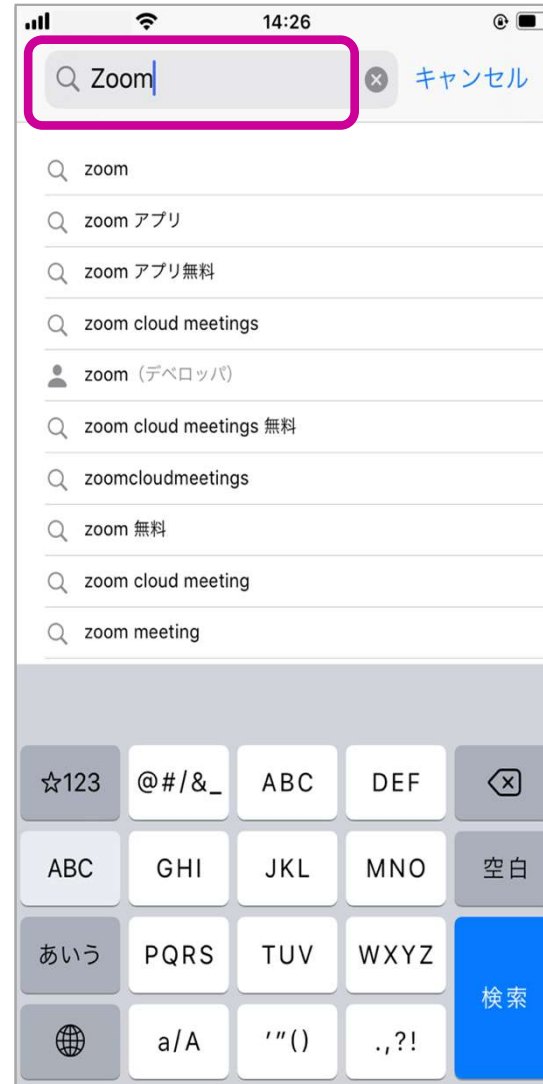 14:26
Zoom キャンセル
zoom
zoom アプリ
zoom アプリ無料
zoom cloud meetings
zoom（デベロッパ）
zoom cloud meetings 無料
zoomcloudmeetings
zoom 無料
zoom cloud meeting
zoom meeting
☆123 @#/&_ ABC DEF
ABC GHI JKL MNO 空白
あいう PQRS TUV WXYZ 検索
a/A ’”() .,?!